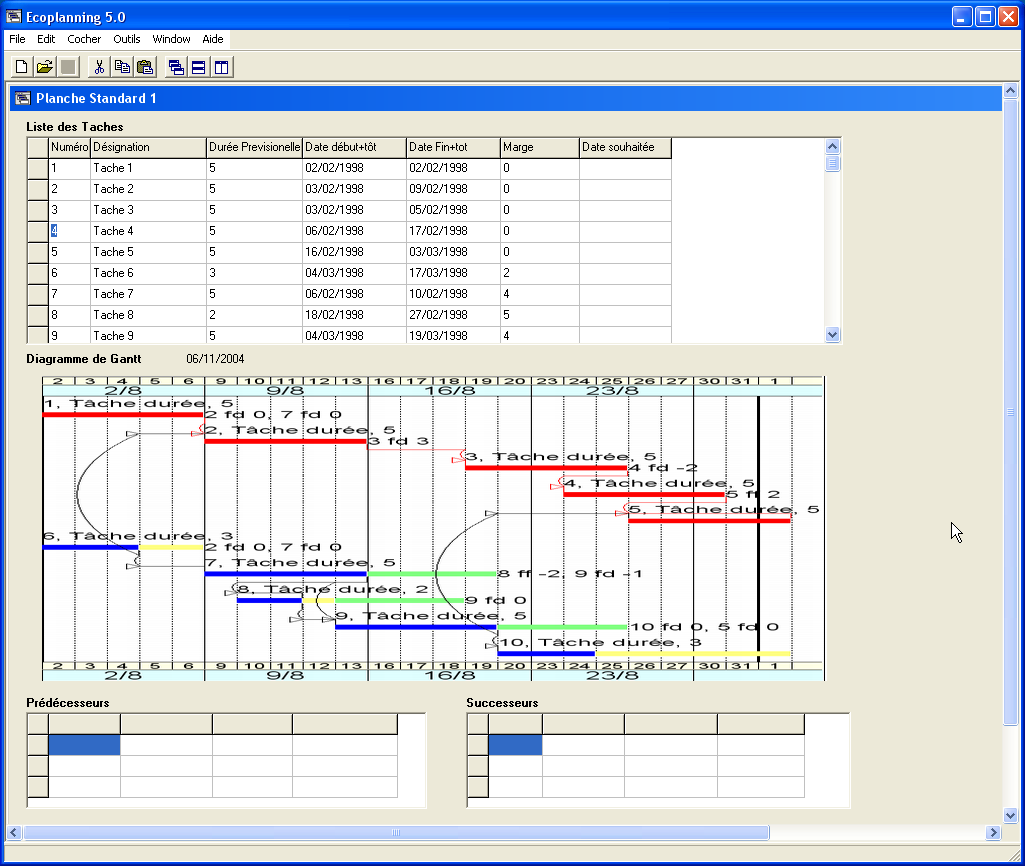 Ecoplanning 5.0
File Edit Cocher Outils Window Aide
Planche Standard 1
Liste des Taches
Numéro Désignation Durée Previsionelle Date début+tôt Date Fin+tot Marge Date souhaitée
1 Tache 1 5 02/02/1998 02/02/1998 0
2 Tache 2 5 03/02/1998 09/02/1998 0
3 Tache 3 5 03/02/1998 05/02/1998 0
4 Tache 4 5 06/02/1998 17/02/1998 0
5 Tache 5 5 16/02/1998 03/03/1998 0
6 Tache 6 3 04/03/1998 17/03/1998 2
7 Tache 7 5 06/02/1998 10/02/1998 4
8 Tache 8 2 18/02/1998 27/02/1998 5
9 Tache 9 5 04/03/1998 19/03/1998 4
Diagramme de Gantt 06/11/2004
2 3 4 5 6 9 10 11 12 13 16 17 18 19 20 23 24 25 26 27 30 31 1
2/8 9/8 16/8 23/8
1, Tâche durée, 5
2 fd 0, 7 fd 0
2, Tâche durée, 5
3 fd 3
3, Tâche durée, 5
4 fd -2
4, Tâche durée, 5
5 ff 2
5, Tâche durée, 5
6, Tâche durée, 3
2 fd 0, 7 fd 0
7, Tâche durée, 5
8 ff -2, 9 fd -1
8, Tâche durée, 2
9 fd 0
9, Tâche durée, 5
10 fd 0, 5 fd 0
10, Tâche durée, 3
2 3 4 5 6 9 10 11 12 13 16 17 18 19 20 23 24 25 26 27 30 31 1
2/8 9/8 16/8 23/8
Prédécesseurs Successeurs